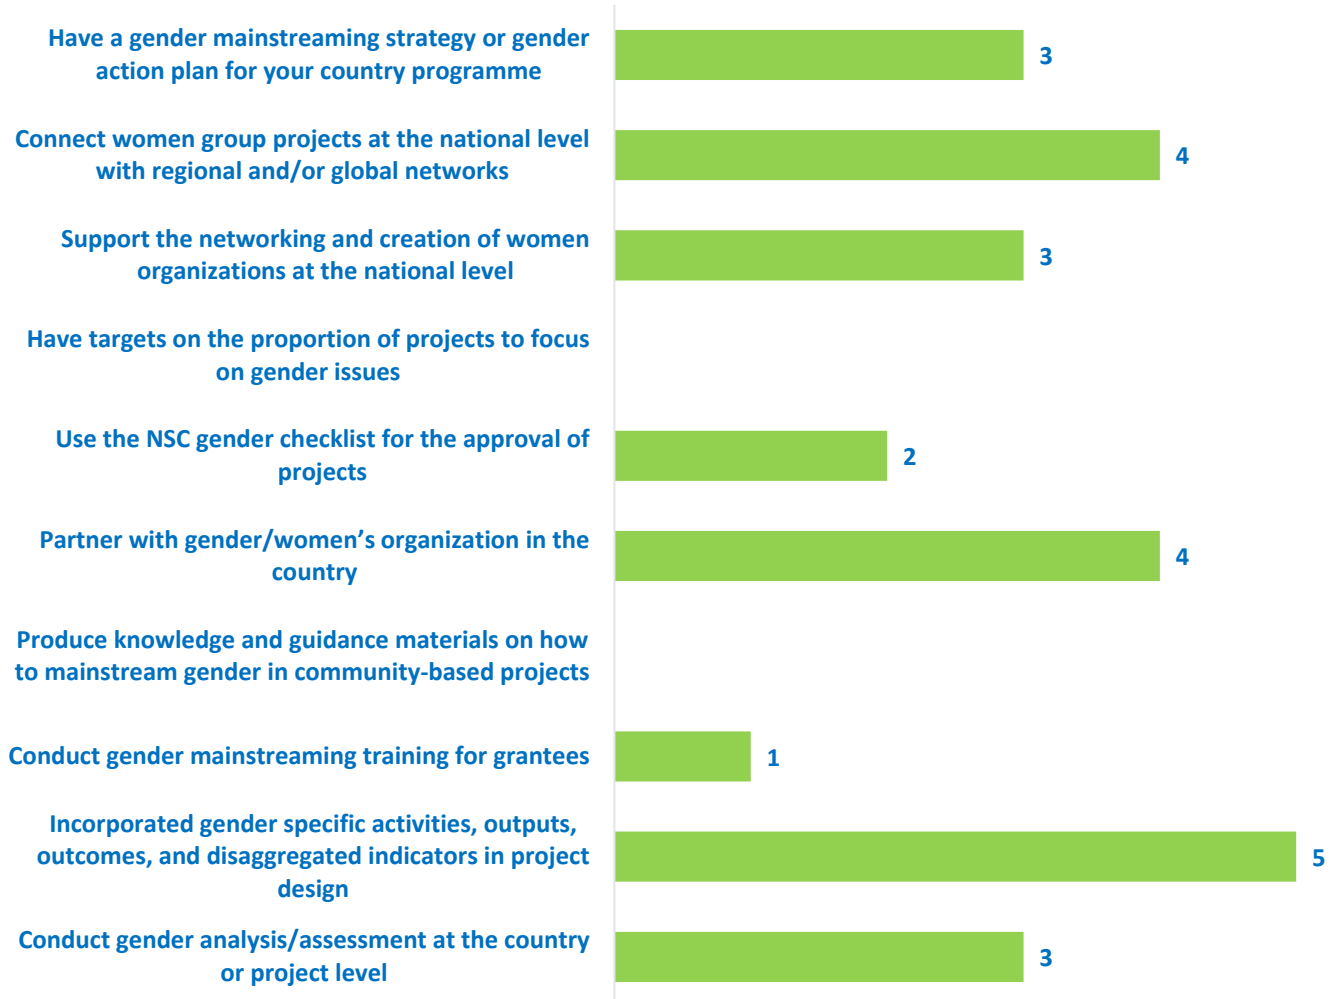 Have a gender mainstreaming strategy or gender
action plan for your country programme
3
Connect women group projects at the national level
with regional and/or global networks
4
Support the networking and creation of women
organizations at the national level
3
Have targets on the proportion of projects to focus
on gender issues
Use the NSC gender checklist for the approval of
projects
2
Partner with gender/women’s organization in the
country
4
Produce knowledge and guidance materials on how
to mainstream gender in community-based projects
Conduct gender mainstreaming training for grantees
1
Incorporated gender specific activities, outputs,
outcomes, and disaggregated indicators in project
design
5
Conduct gender analysis/assessment at the country
or project level
3